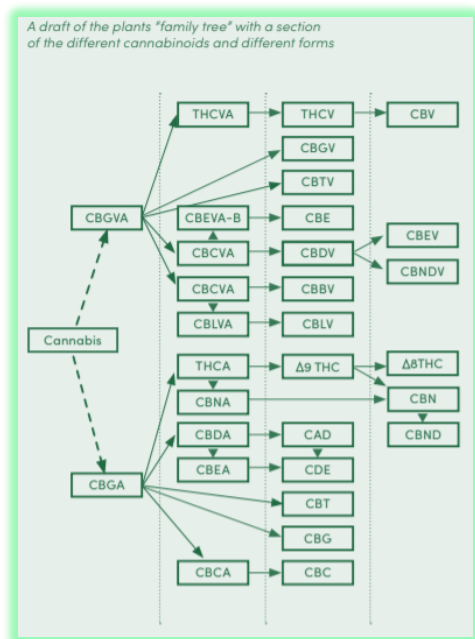 A draft of the plants "family tree" with a section
of the different cannabinoids and different forms
THCVA THCV CBV
CBGV
CBTV
CBGVA CBEVA-B CBE
CBEV
CBCVA CBDV
CBNDV
CBCVA CBBV
CBLVA CBLV
Cannabis
THCA Δ9 THC Δ8THC
CBNA CBN
CBDA CAD CBND
CBEA CDE
CBGA
CBT
CBG
CBCA CBC